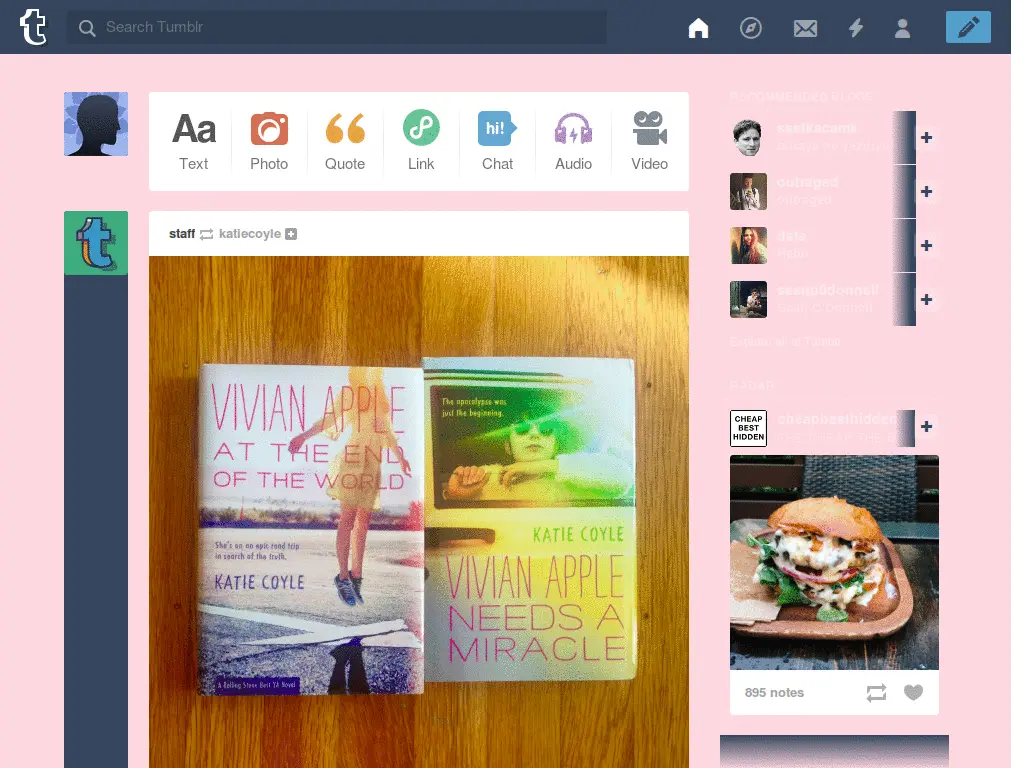 t
Search Tumblr
Aa
hi!
Text
Photo
Quote
Link
Chat
Audio
Video
staff katiecoyle
VIVIAN APPLE
AT THE END
OF THE WORLD
She's on an epic road trip
in search of the truth.
KATIE COYLE
A Rolling Stone Best YA Novel
The apocalypse was
just the beginning.
KATIE COYLE
VIVIAN APPLE
NEEDS A
MIRACLE
RECOMMENDED BLOGS
outraged
outraged
Explore all of Tumblr
RADAR
CHEAP
BEST
HIDDEN
cheapbesthidden
895 notes